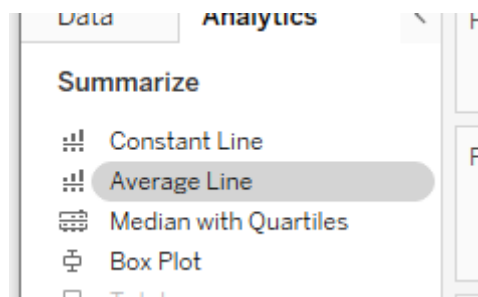 Data Analytics
Summarize
Constant Line
Average Line
Median with Quartiles
Box Plot